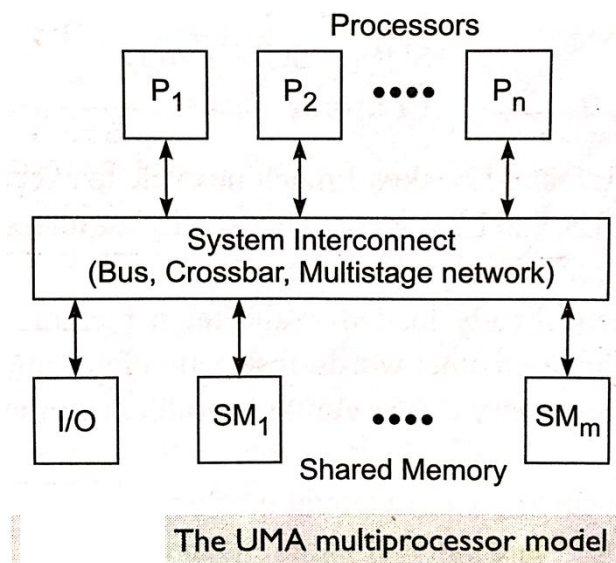 Processors
P1 P2 •••• Pn
System Interconnect
(Bus, Crossbar, Multistage network)
I/O SM1 •••• SMm
Shared Memory
The UMA multiprocessor model